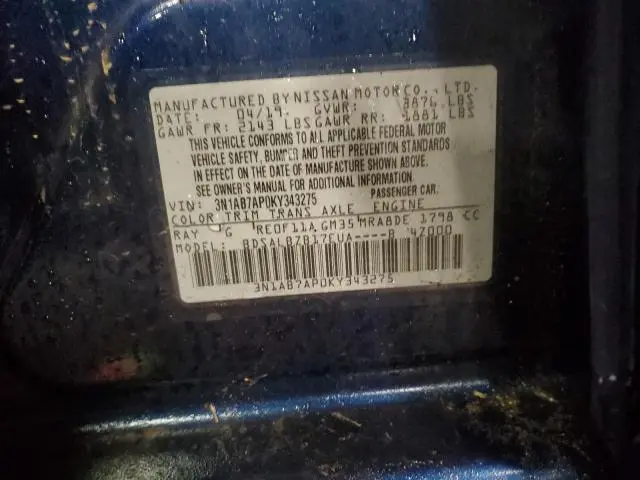 MANUFACTURED BY NISSAN MOTOR CO., LTD.
DATE: 04/19 GVWR: 3876 LBS
GAWR FR: 2143 LBS GAWR RR: 1881 LBS
THIS VEHICLE CONFORMS TO ALL APPLICABLE FEDERAL MOTOR
VEHICLE SAFETY, BUMPER AND THEFT PREVENTION STANDARDS
IN EFFECT ON THE DATE OF MANUFACTURE SHOWN ABOVE.
SEE OWNER'S MANUAL FOR ADDITIONAL INFORMATION.
VIN: 3N1AB7AP0KY343275 PASSENGER CAR.
COLOR TRIM TRANS AXLE ENGINE
RAY G RE0F11A GM35 MRA8DE 1798 CC
MODEL: BDSALB7B17EUA----B 4Z000
3N1AB7AP0KY343275